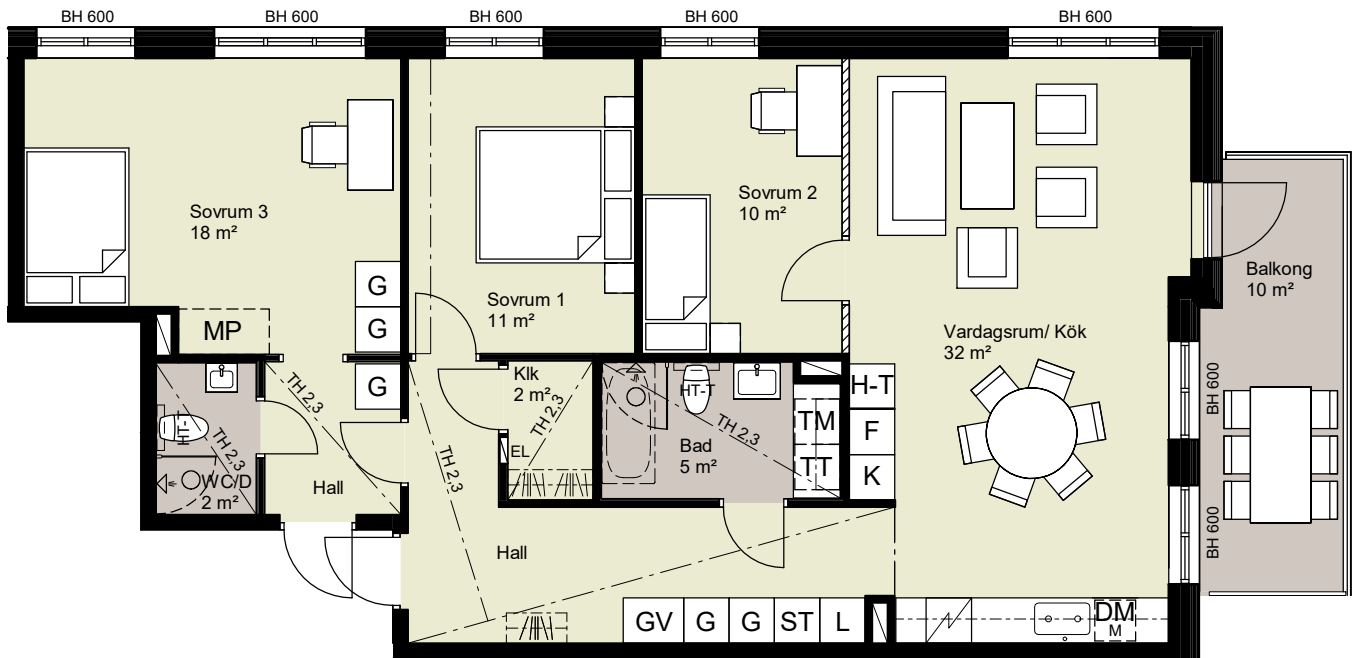 BH 600
BH 600
BH 600
BH 600
BH 600
Sovrum 3
18 m²
G
G
MP
Sovrum 1
11 m²
Sovrum 2
10 m²
Vardagsrum/ Kök
32 m²
Balkong
10 m²
BH 600
BH 600
HT-T
TH 2,3
WC/D
2 m²
TH 2,3
G
Hall
TH 2,3
Klk
2 m²
TH 2,3
EL
HT-T
TH 2,3
Bad
5 m²
TM
TT
H-T
F
K
Hall
GV
G
G
ST
L
DM
M